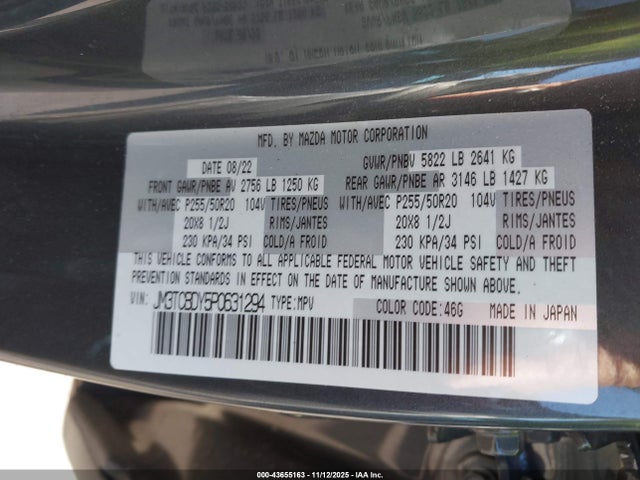 MFD. BY MAZDA MOTOR CORPORATION
DATE 08/22 GVWR/PNBV 5822 LB 2641 KG
FRONT GAWR/PNBE AV 2756 LB 1250 KG REAR GAWR/PNBE AR 3146 LB 1427 KG
WITH/AVEC P255/50R20 104V TIRES/PNEUS WITH/AVEC P255/50R20 104V TIRES/PNEUS
20X8 1/2J RIMS/JANTES 20X8 1/2J RIMS/JANTES
230 KPA/34 PSI COLD/A FROID 230 KPA/34 PSI COLD/A FROID
THIS VEHICLE CONFORMS TO ALL APPLICABLE FEDERAL MOTOR VEHICLE SAFETY AND THEFT
PREVENTION STANDARDS IN EFFECT ON THE DATE OF MANUFACTURE SHOWN ABOVE.
VIN: JM3TCBDY5P0631294 TYPE:MPV COLOR CODE:46G MADE IN JAPAN
000-43655163 - 11/12/2025 - IAAI.com